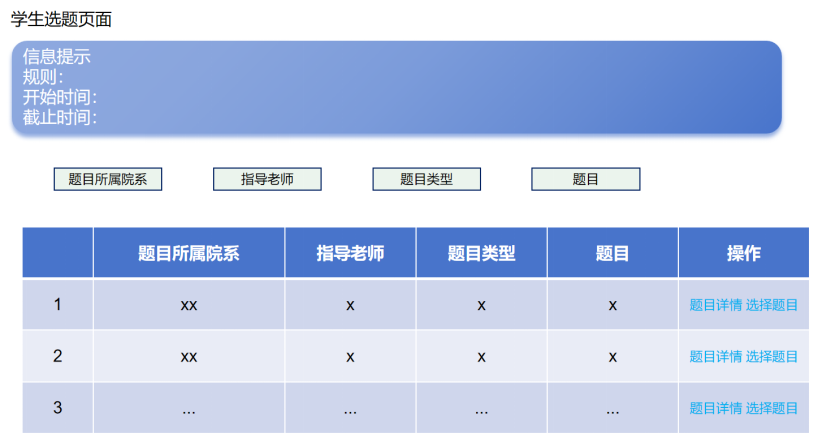 学生选题页面
信息提示
规则：
开始时间：
截止时间：
题目所属院系 指导老师 题目类型 题目
题目所属院系 指导老师 题目类型 题目 操作
1 xx x x x 题目详情 选择题目
2 xx x x x 题目详情 选择题目
3 ... ... ... ... 题目详情 选择题目